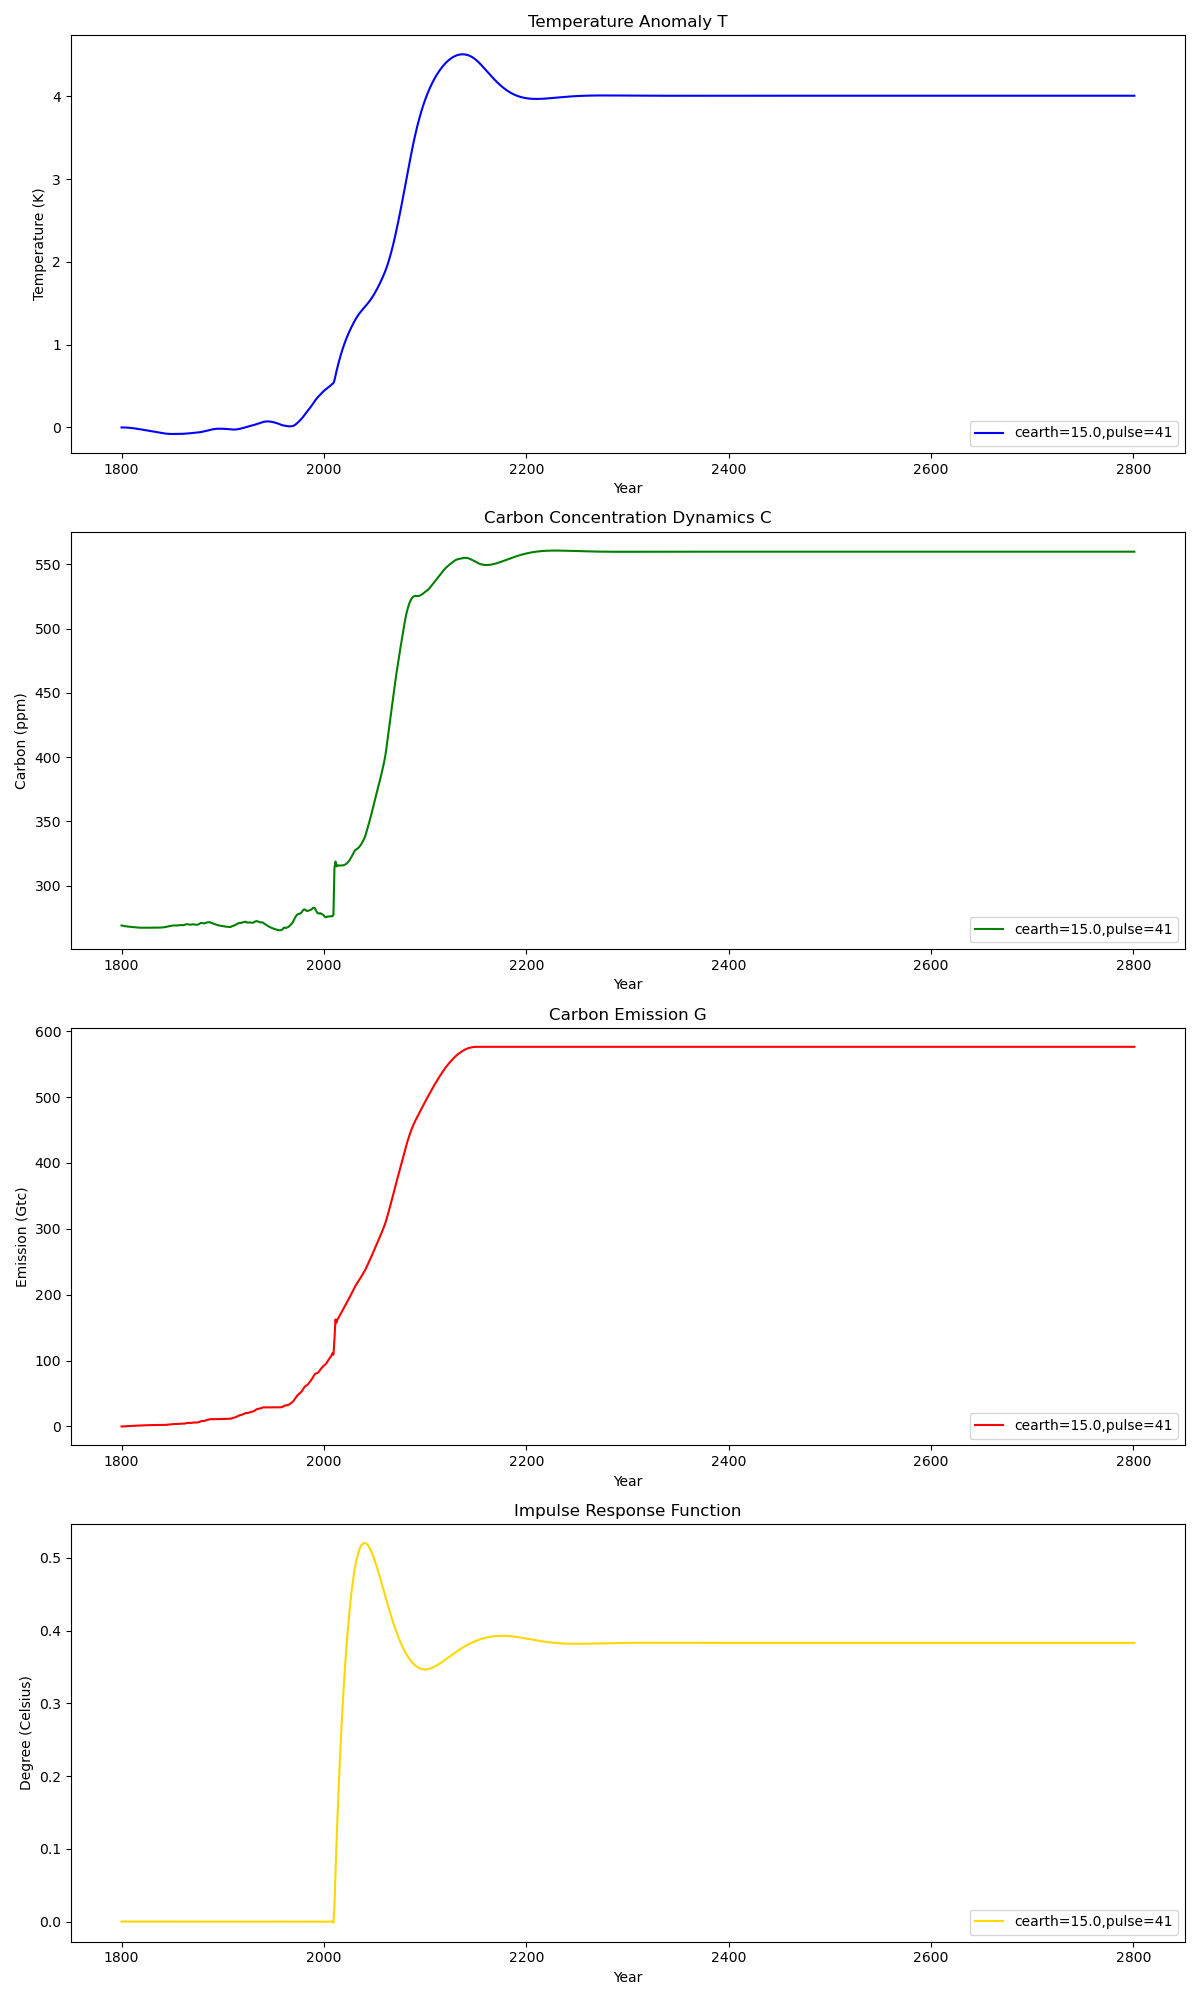 Temperature Anomaly T
4
3
2
1
0
Temperature (K)
cearth=15.0,pulse=41
1800 2000 2200 2400 2600 2800
Year
Carbon Concentration Dynamics C
550
500
450
400
350
300
Carbon (ppm)
cearth=15.0,pulse=41
1800 2000 2200 2400 2600 2800
Year
Carbon Emission G
600
500
400
300
200
100
0
Emission (Gtc)
cearth=15.0,pulse=41
1800 2000 2200 2400 2600 2800
Year
Impulse Response Function
0.5
0.4
0.3
0.2
0.1
0.0
Degree (Celsius)
cearth=15.0,pulse=41
1800 2000 2200 2400 2600 2800
Year